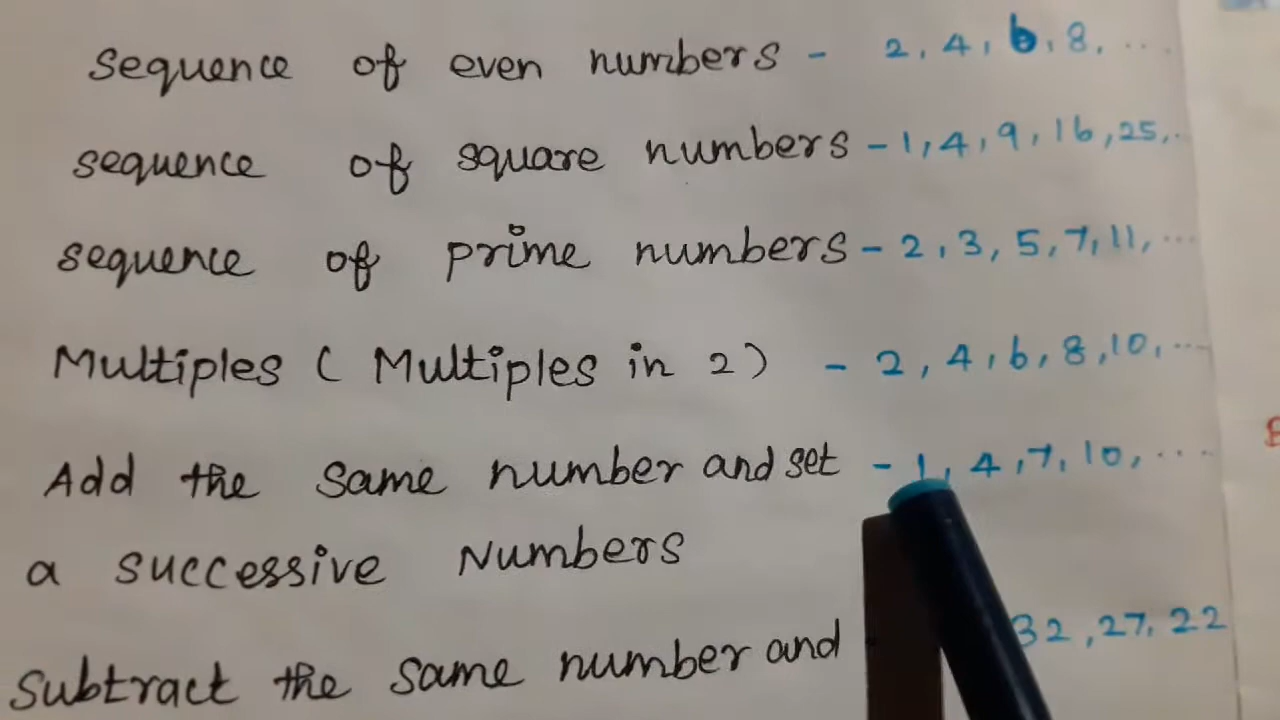 sequence of even numbers - 2, 4, 6, 8, ...
sequence of square numbers - 1, 4, 9, 16, 25, ..
sequence of prime numbers - 2, 3, 5, 7, 11, ...
Multiples ( Multiples in 2 ) - 2, 4, 6, 8, 10, ...
Add the same number and set - 1, 4, 7, 10, ....
a successive Numbers
subtract the same number and 32, 27, 22